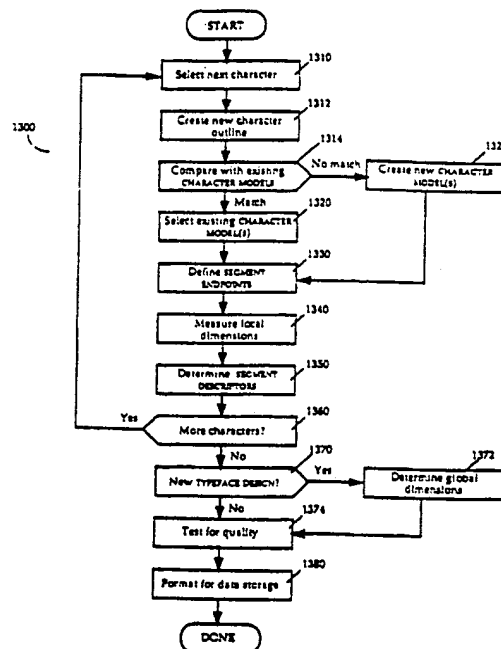 START
1310
Select next character
1312
Create new character
outline
1300
1314
Compare with existing
CHARACTER MODELS
No match
132
Create new CHARACTER
MODEL(S)
Match
1320
Select existing CHARACTER
MODEL(S)
1330
Define SEGMENT
ENDPOINTS
1340
Measure local
dimensions
1350
Determine SEGMENT
DESCRIPTORS
1360
Yes
More characters?
No
1370
New TYPEFACE DESIGN?
Yes
1372
Determine global
dimensions
No
1374
Test for quality
1380
Format for data storage
DONE